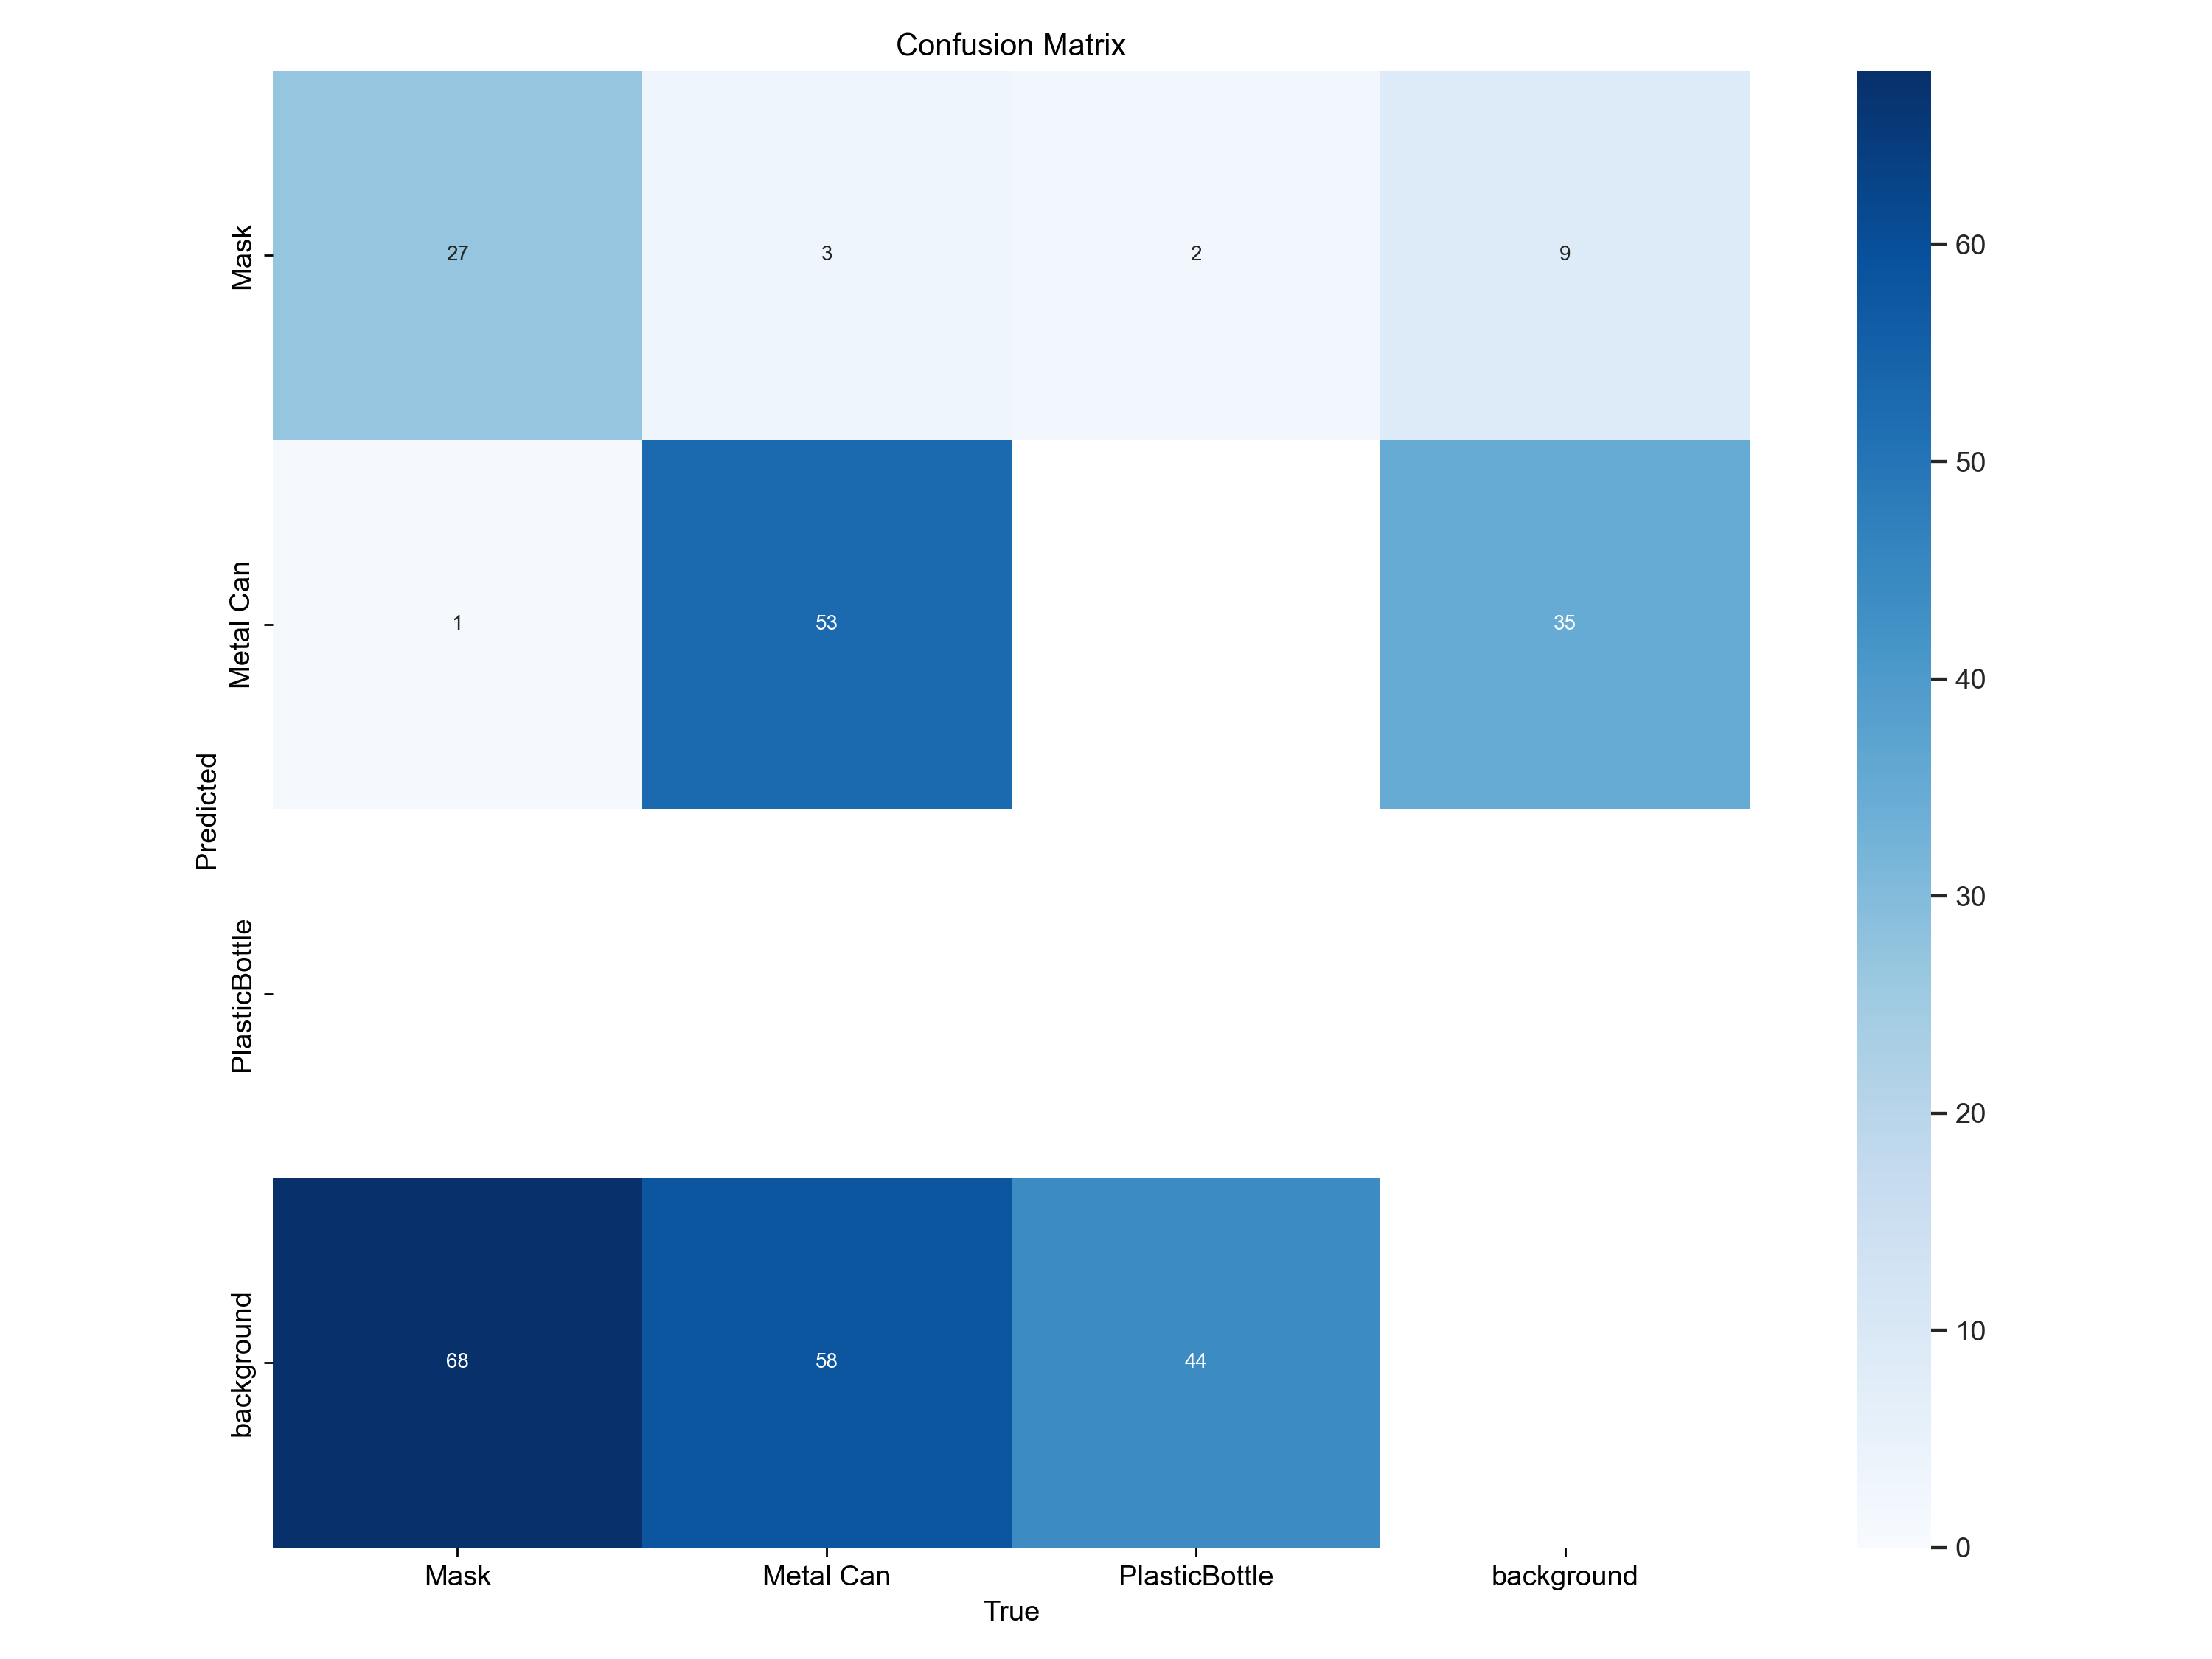 Confusion Matrix
Mask
27
3
2
9
Metal Can
1
53
35
Predicted
PlasticBottle
background
68
58
44
Mask
Metal Can
PlasticBottle
background
True
60
50
40
30
20
10
0